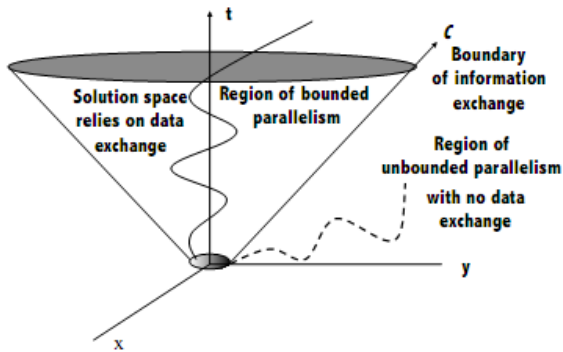 t
C
Boundary
of information
exchange
Solution space
relies on data
exchange
Region of bounded
parallelism
Region of
unbounded parallelism
with no data
exchange
y
x